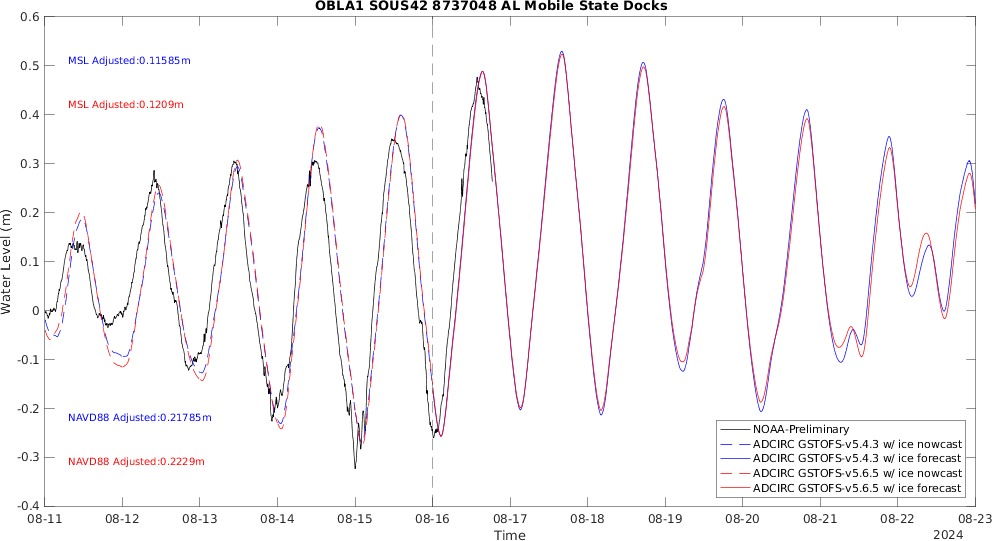 OBLA1 SOUS42 8737048 AL Mobile State Docks
0.6
0.5
0.4
0.3
0.2
0.1
0
-0.1
-0.2
-0.3
-0.4
Water Level (m)
MSL Adjusted:0.11585m
MSL Adjusted:0.1209m
NAVD88 Adjusted:0.21785m
NAVD88 Adjusted:0.2229m
NOAA-Preliminary
ADCIRC GSTOFS-v5.4.3 w/ ice nowcast
ADCIRC GSTOFS-v5.4.3 w/ ice forecast
ADCIRC GSTOFS-v5.6.5 w/ ice nowcast
ADCIRC GSTOFS-v5.6.5 w/ ice forecast
08-11 08-12 08-13 08-14 08-15 08-16 08-17 08-18 08-19 08-20 08-21 08-22 08-23
Time
2024